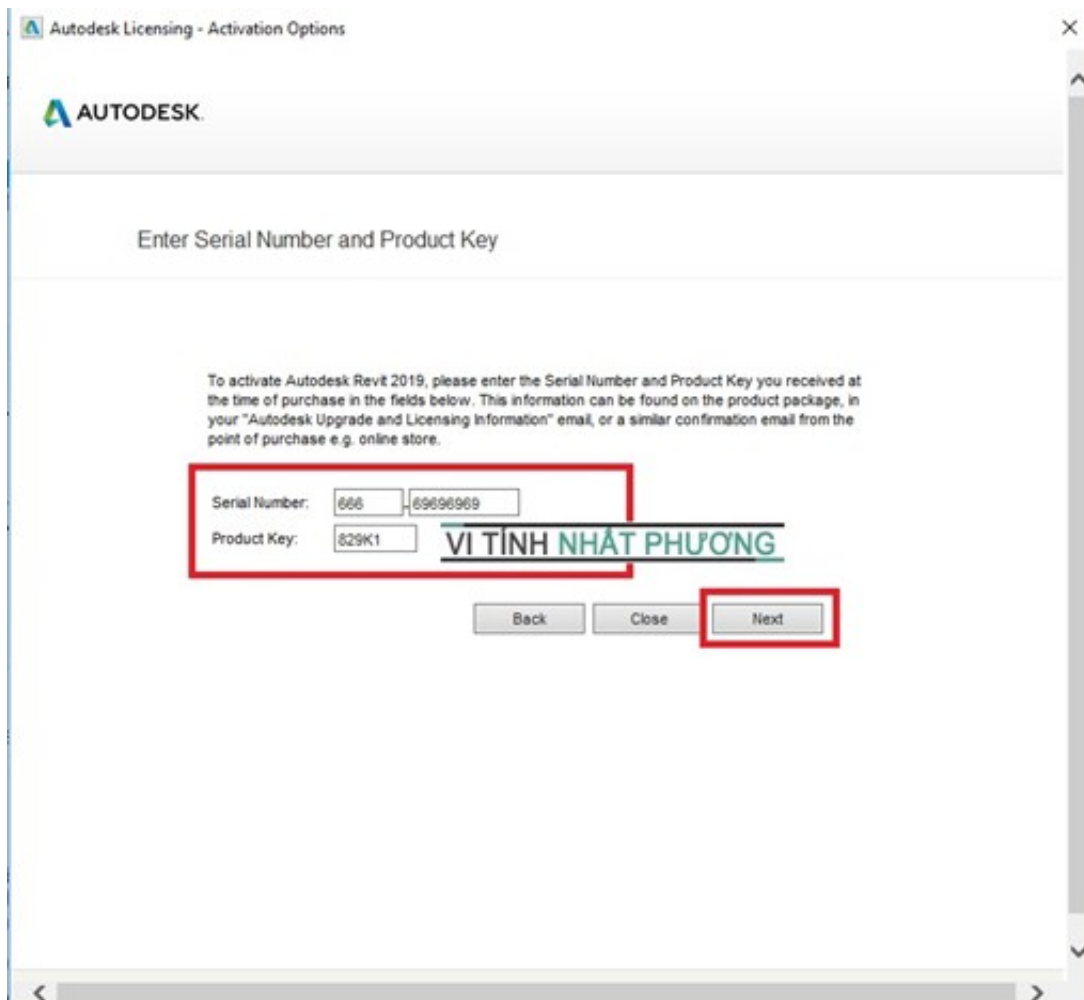 Autodesk Licensing - Activation Options
AUTODESK.
Enter Serial Number and Product Key
To activate Autodesk Revit 2019, please enter the Serial Number and Product Key you received at
the time of purchase in the fields below. This information can be found on the product package, in
your "Autodesk Upgrade and Licensing Information" email, or a similar confirmation email from the
point of purchase e.g. online store.
Serial Number: 666 - 69696969
Product Key: 829K1
VI TÍNH NHẤT PHƯƠNG
Back Close Next